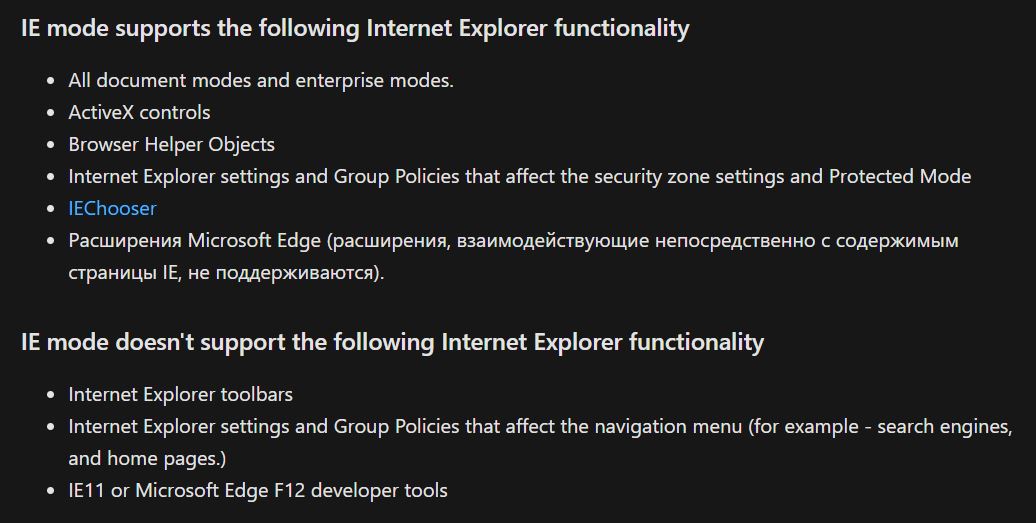 IE mode supports the following Internet Explorer functionality
• All document modes and enterprise modes.
• ActiveX controls
• Browser Helper Objects
• Internet Explorer settings and Group Policies that affect the security zone settings and Protected Mode
• IEChooser
• Расширения Microsoft Edge (расширения, взаимодействующие непосредственно с содержимым
страницы IE, не поддерживаются).
IE mode doesn't support the following Internet Explorer functionality
• Internet Explorer toolbars
• Internet Explorer settings and Group Policies that affect the navigation menu (for example - search engines,
and home pages.)
• IE11 or Microsoft Edge F12 developer tools